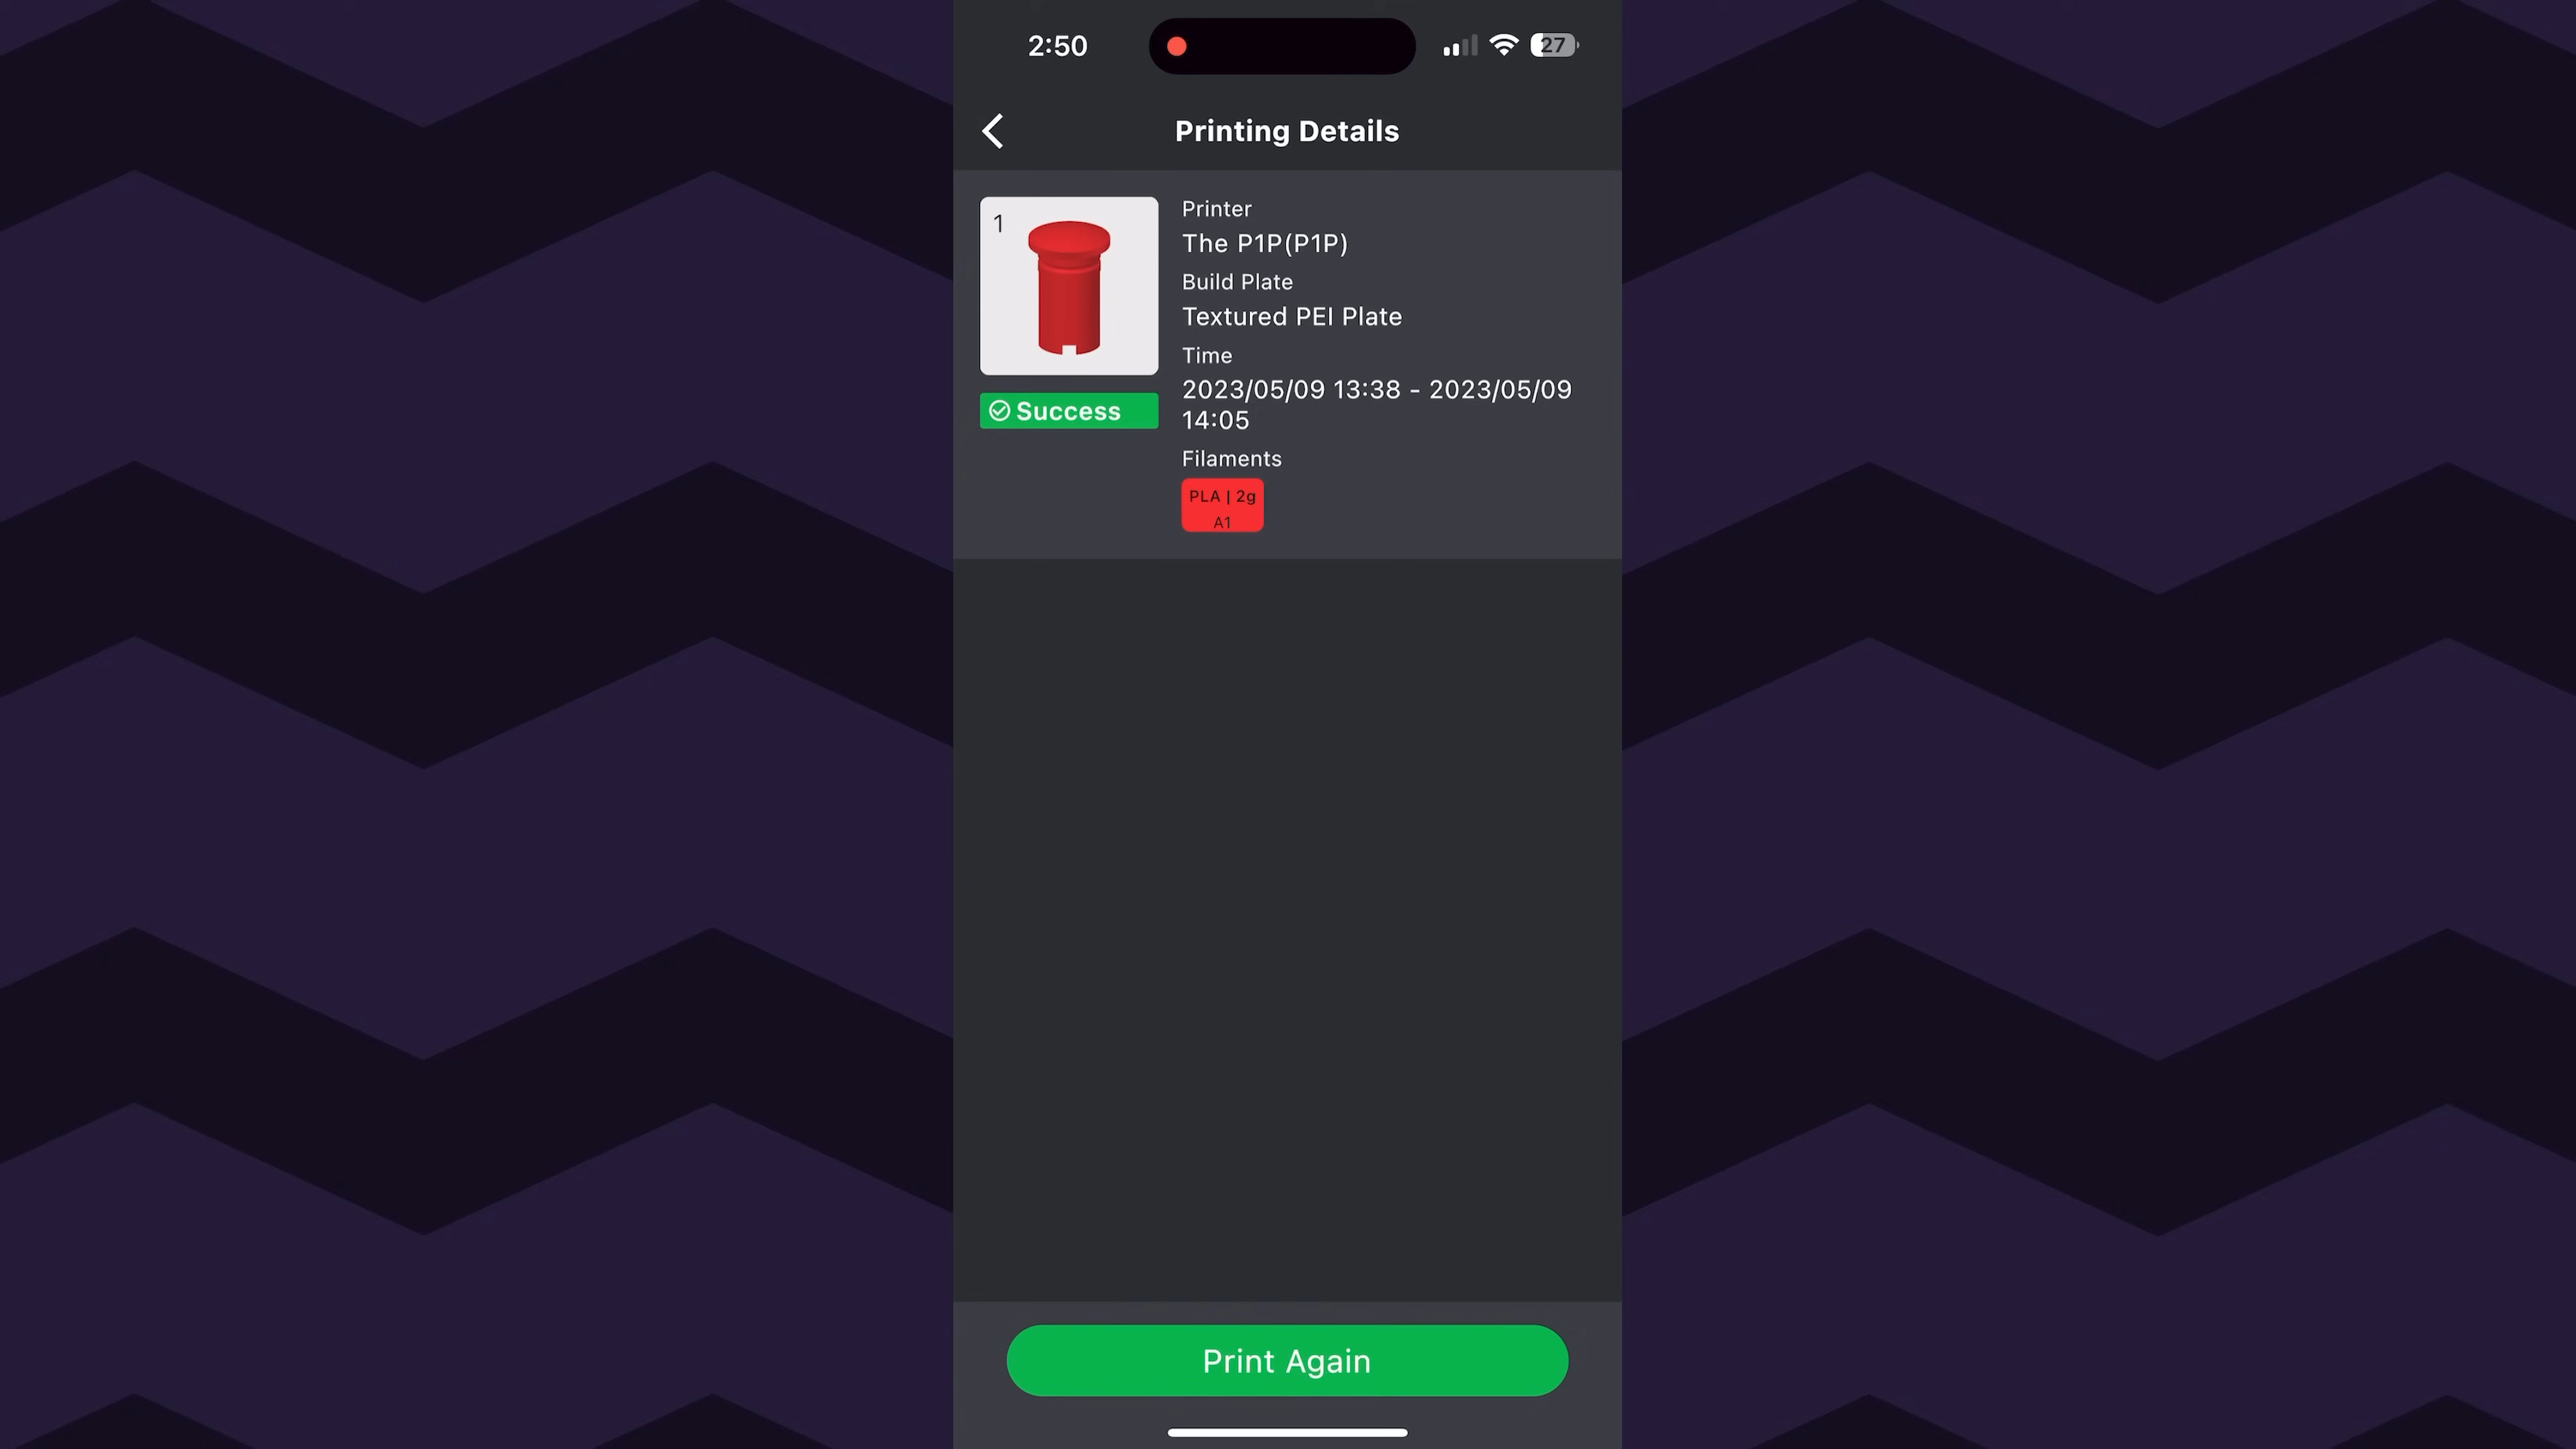 2:50
27
Printing Details
1
Success
Printer
The P1P(P1P)
Build Plate
Textured PEI Plate
Time
2023/05/09 13:38 - 2023/05/09
14:05
Filaments
PLA | 2g
A1
Print Again